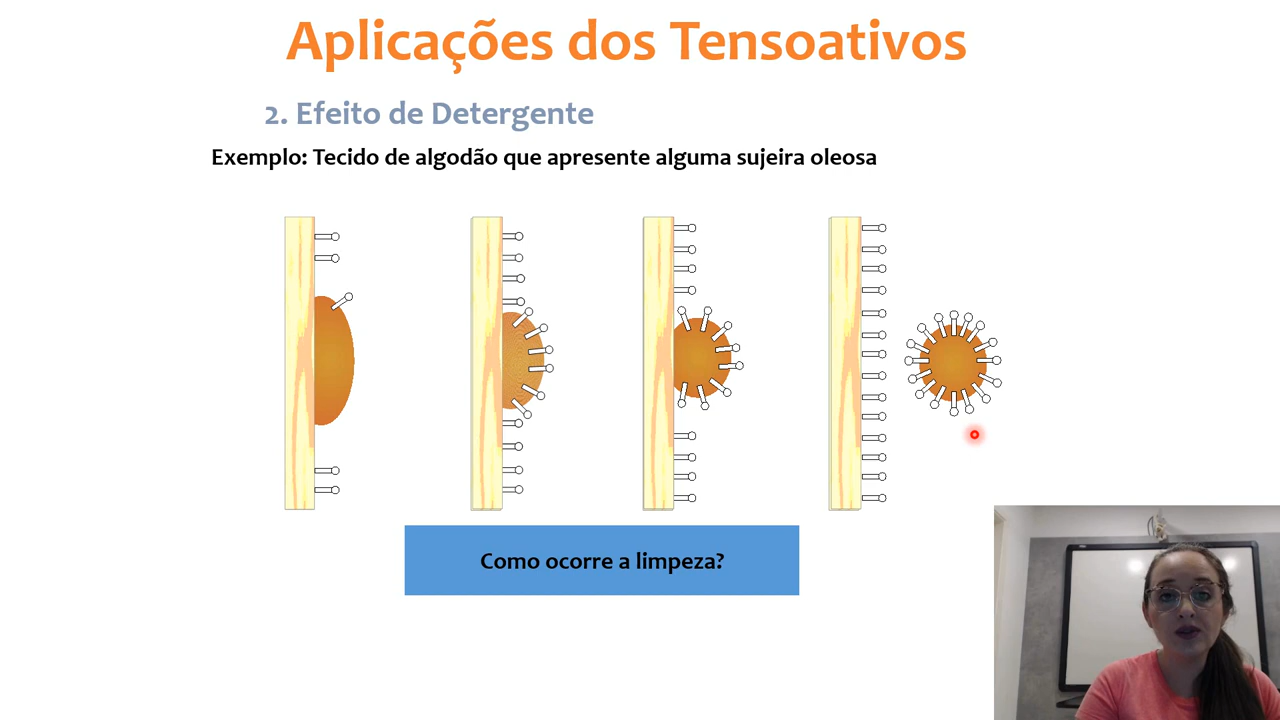 Aplicações dos Tensoativos
2. Efeito de Detergente
Exemplo: Tecido de algodão que apresente alguma sujeira oleosa
Como ocorre a limpeza?